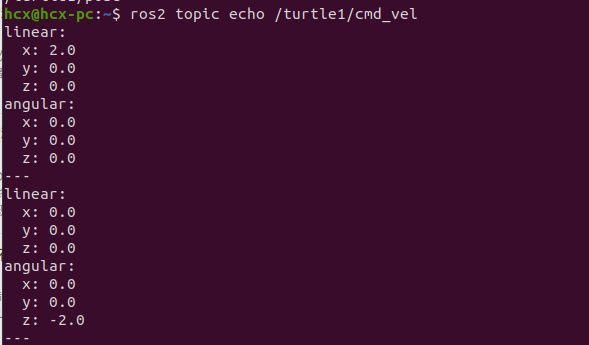 hcx@hcx-pc:~$ ros2 topic echo /turtle1/cmd_vel
linear:
  x: 2.0
  y: 0.0
  z: 0.0
angular:
  x: 0.0
  y: 0.0
  z: 0.0
---
linear:
  x: 0.0
  y: 0.0
  z: 0.0
angular:
  x: 0.0
  y: 0.0
  z: -2.0
---